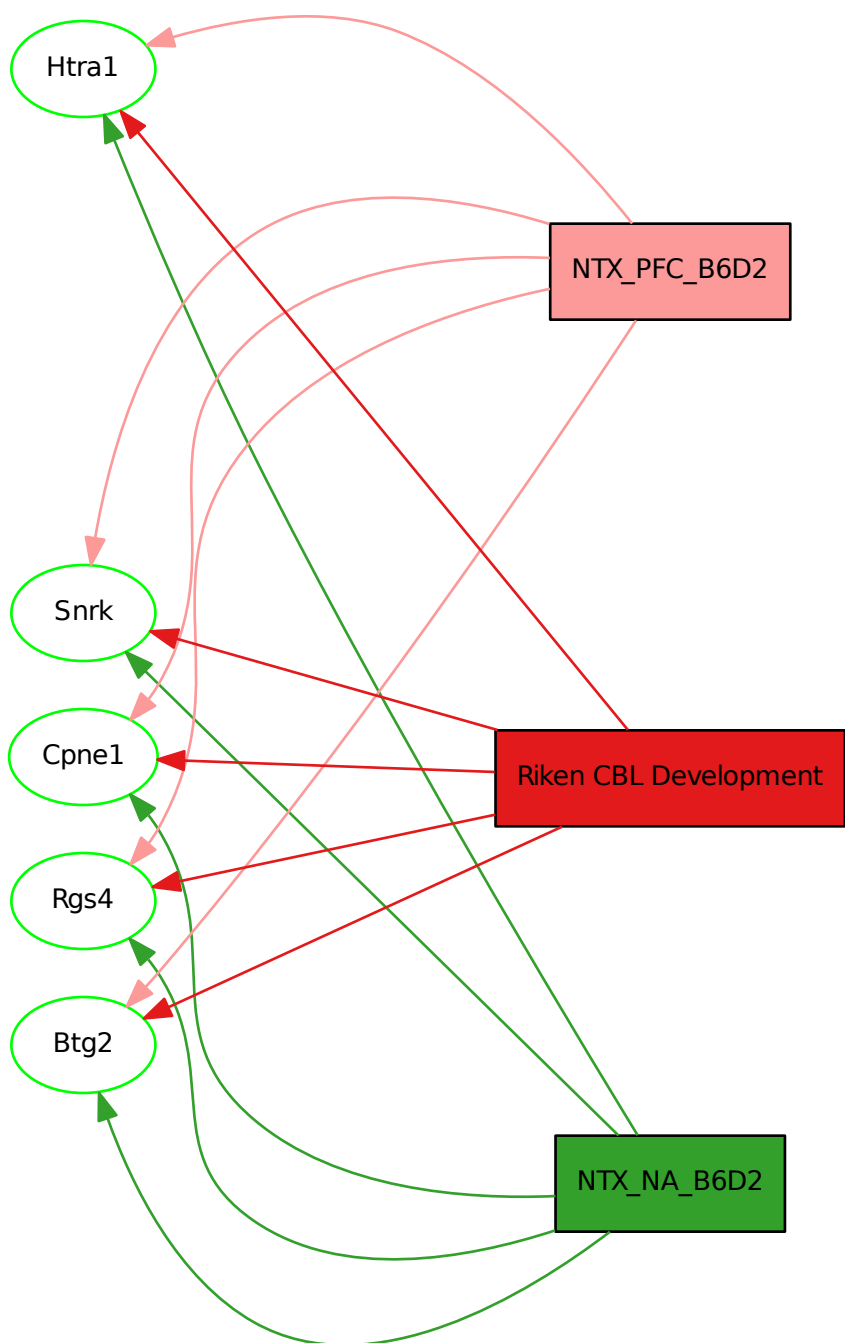 Htra1
NTX_PFC_B6D2
Snrk
Cpne1
Riken CBL Development
Rgs4
Btg2
NTX_NA_B6D2